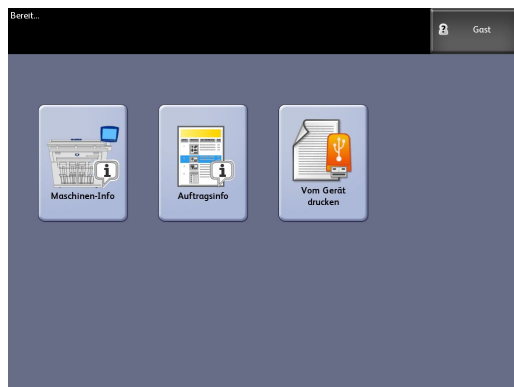 Bereit...
Gast
Maschinen-Info
Auftragsinfo
Vom Gerät
drucken